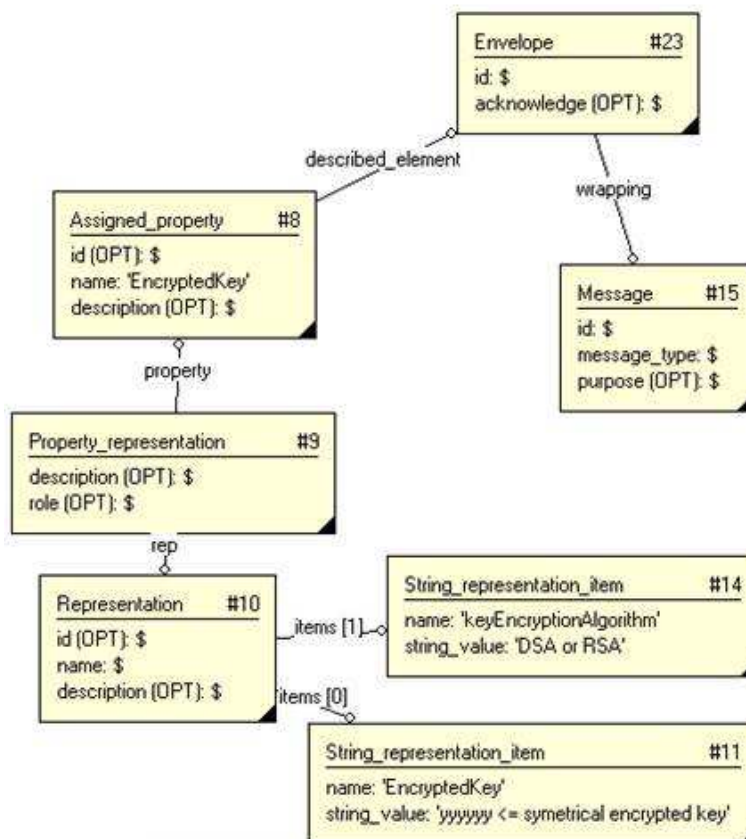 Envelope #23
id: $
acknowledge (OPT): $
described_element
wrapping
Assigned_property #8
id (OPT): $
name: 'EncryptedKey'
description (OPT): $
Message #15
id: $
message_type: $
purpose (OPT): $
property
Property_representation #9
description (OPT): $
role (OPT): $
rep
Representation #10
id (OPT): $
name: $
description (OPT): $
items [1]
String_representation_item #14
name: 'keyEncryptionAlgorithm'
string_value: 'DSA or RSA'
items [0]
String_representation_item #11
name: 'EncryptedKey'
string_value: 'yyyyyy <= symetrical encrypted key'